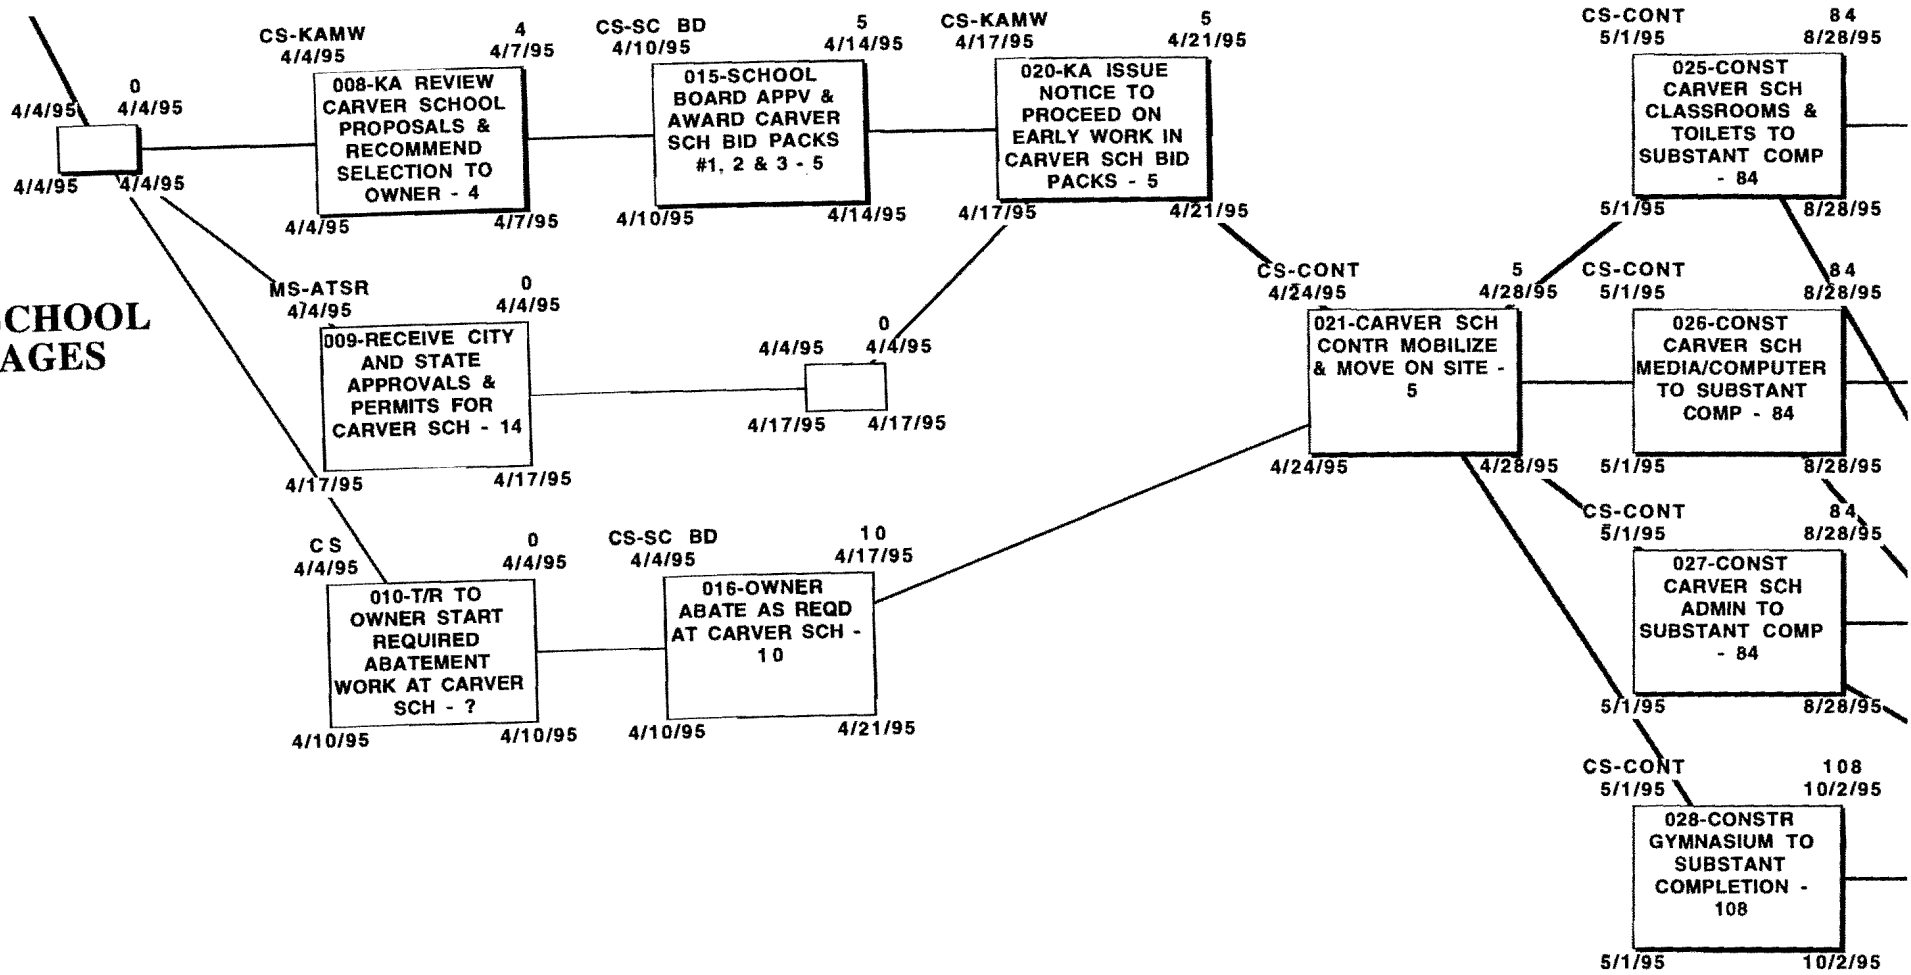 0
4/4/95 4/4/95
4/4/95 4/4/95
CS-KAMW 4
4/4/95 4/7/95
008-KA REVIEW
CARVER SCHOOL
PROPOSALS &
RECOMMEND
SELECTION TO
OWNER - 4
4/4/95 4/7/95
CS-SC BD 5
4/10/95 4/14/95
015-SCHOOL
BOARD APPV &
AWARD CARVER
SCH BID PACKS
#1, 2 & 3 - 5
4/10/95 4/14/95
CS-KAMW 5
4/17/95 4/21/95
020-KA ISSUE
NOTICE TO
PROCEED ON
EARLY WORK IN
CARVER SCH BID
PACKS - 5
4/17/95 4/21/95
CS-CONT 84
5/1/95 8/28/95
025-CONST
CARVER SCH
CLASSROOMS &
TOILETS TO
SUBSTANT COMP
- 84
5/1/95 8/28/95
CHOOL
AGES
MS-ATSR 0
4/4/95 4/4/95
009-RECEIVE CITY
AND STATE
APPROVALS &
PERMITS FOR
CARVER SCH - 14
4/17/95 4/17/95
0
4/4/95 4/4/95
4/17/95 4/17/95
CS-CONT 5
4/24/95 4/28/95
021-CARVER SCH
CONTR MOBILIZE
& MOVE ON SITE -
5
4/24/95 4/28/95
CS-CONT 84
5/1/95 8/28/95
026-CONST
CARVER SCH
MEDIA/COMPUTER
TO SUBSTANT
COMP - 84
5/1/95 8/28/95
CS 0
4/4/95 4/4/95
010-T/R TO
OWNER START
REQUIRED
ABATEMENT
WORK AT CARVER
SCH - ?
4/10/95 4/10/95
CS-SC BD 10
4/4/95 4/17/95
016-OWNER
ABATE AS REQD
AT CARVER SCH -
10
4/10/95 4/21/95
CS-CONT 84
5/1/95 8/28/95
027-CONST
CARVER SCH
ADMIN TO
SUBSTANT COMP
- 84
5/1/95 8/28/95
CS-CONT 108
5/1/95 10/2/95
028-CONSTR
GYMNASIUM TO
SUBSTANT
COMPLETION -
108
5/1/95 10/2/95